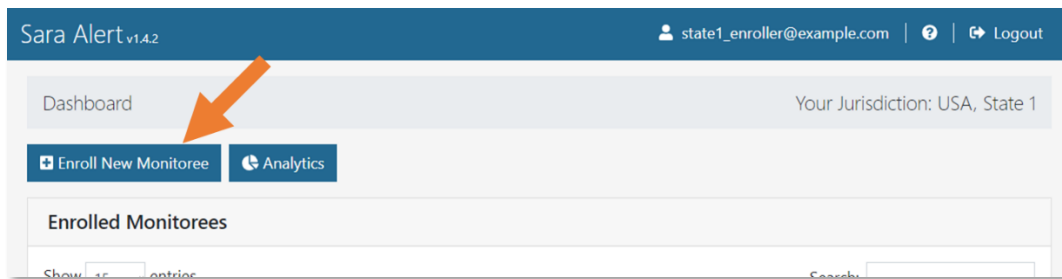 Sara Alert v1.4.2 state1_enroller@example.com | ? | Logout
Dashboard Your Jurisdiction: USA, State 1
Enroll New Monitoree Analytics
Enrolled Monitorees
Show 15 entries Search: